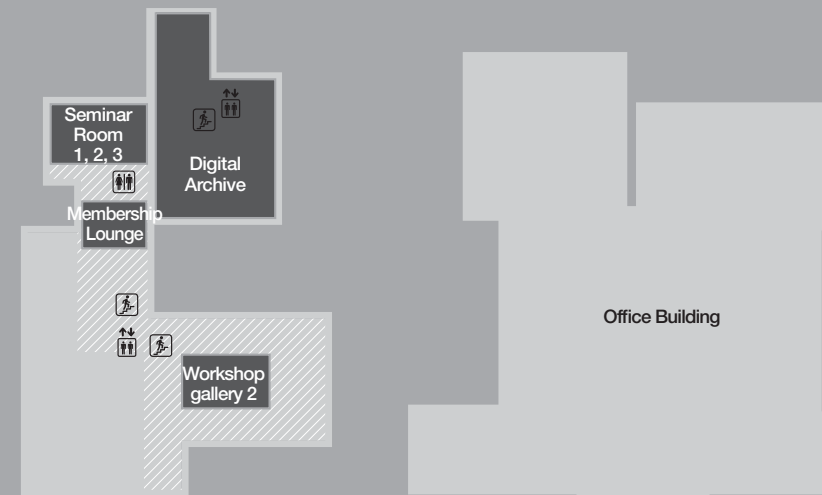 Seminar
Room
1, 2, 3
Digital
Archive
Membership
Lounge
Office Building
Workshop
gallery 2